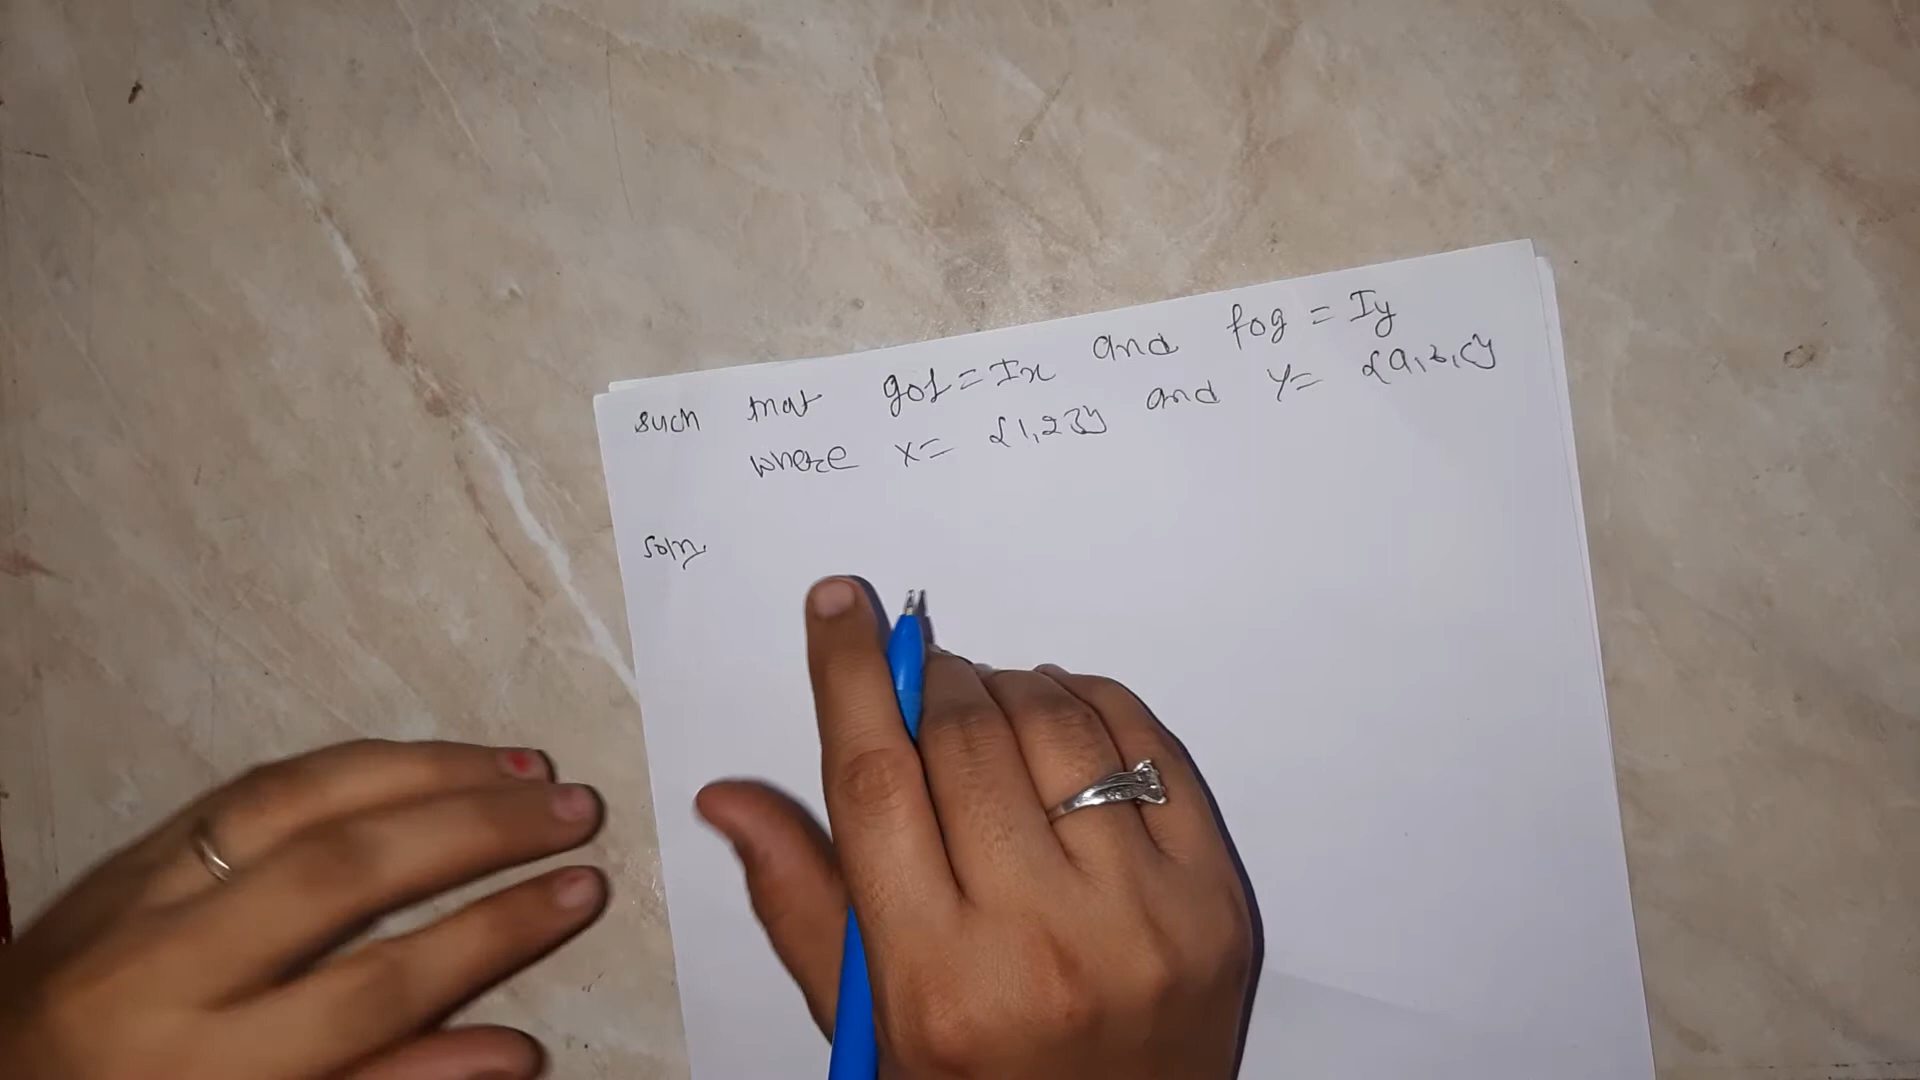 such that gof = Ix and fog = Iy
where X = {1,2,3} and Y = {a,b,c}
soln